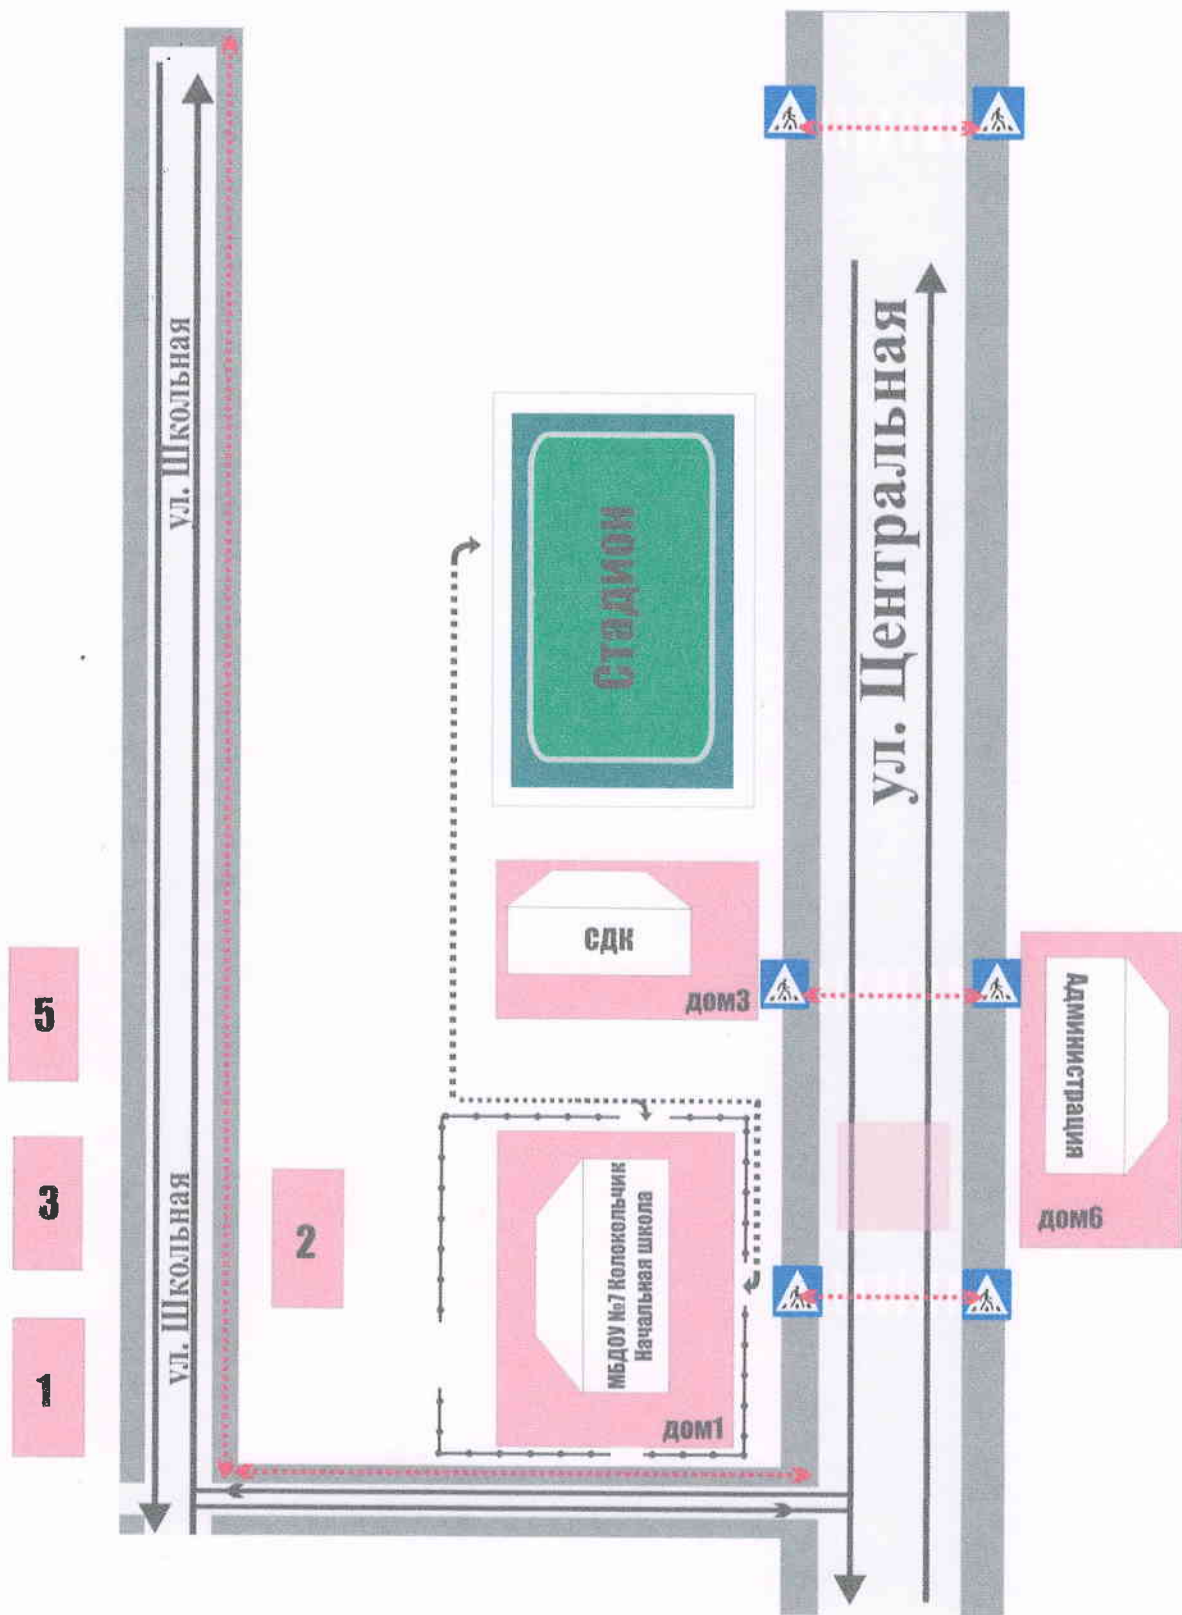 ул. Школьная
ул. Центральная
Стадион
СДК
дом3
Администрация
дом6
5
3
1
2
ул. Школьная
МБДОУ №7 Колокольчик
Начальная школа
дом1